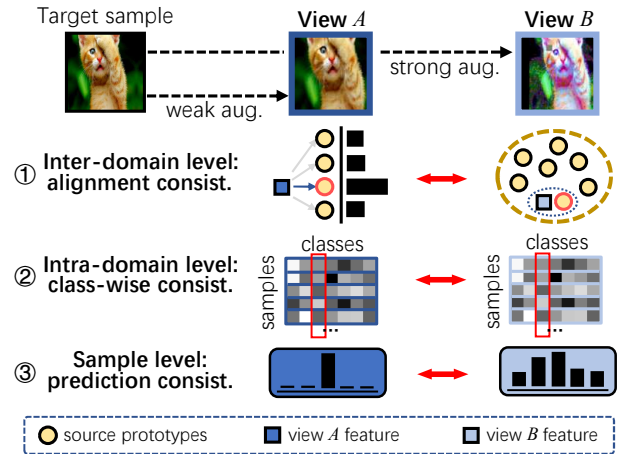 Target sample
View A
View B
weak aug.
strong aug.
① Inter-domain level:
alignment consist.
classes
② Intra-domain level:
class-wise consist.
samples
...
samples
classes
...
③ Sample level:
prediction consist.
source prototypes
view A feature
view B feature